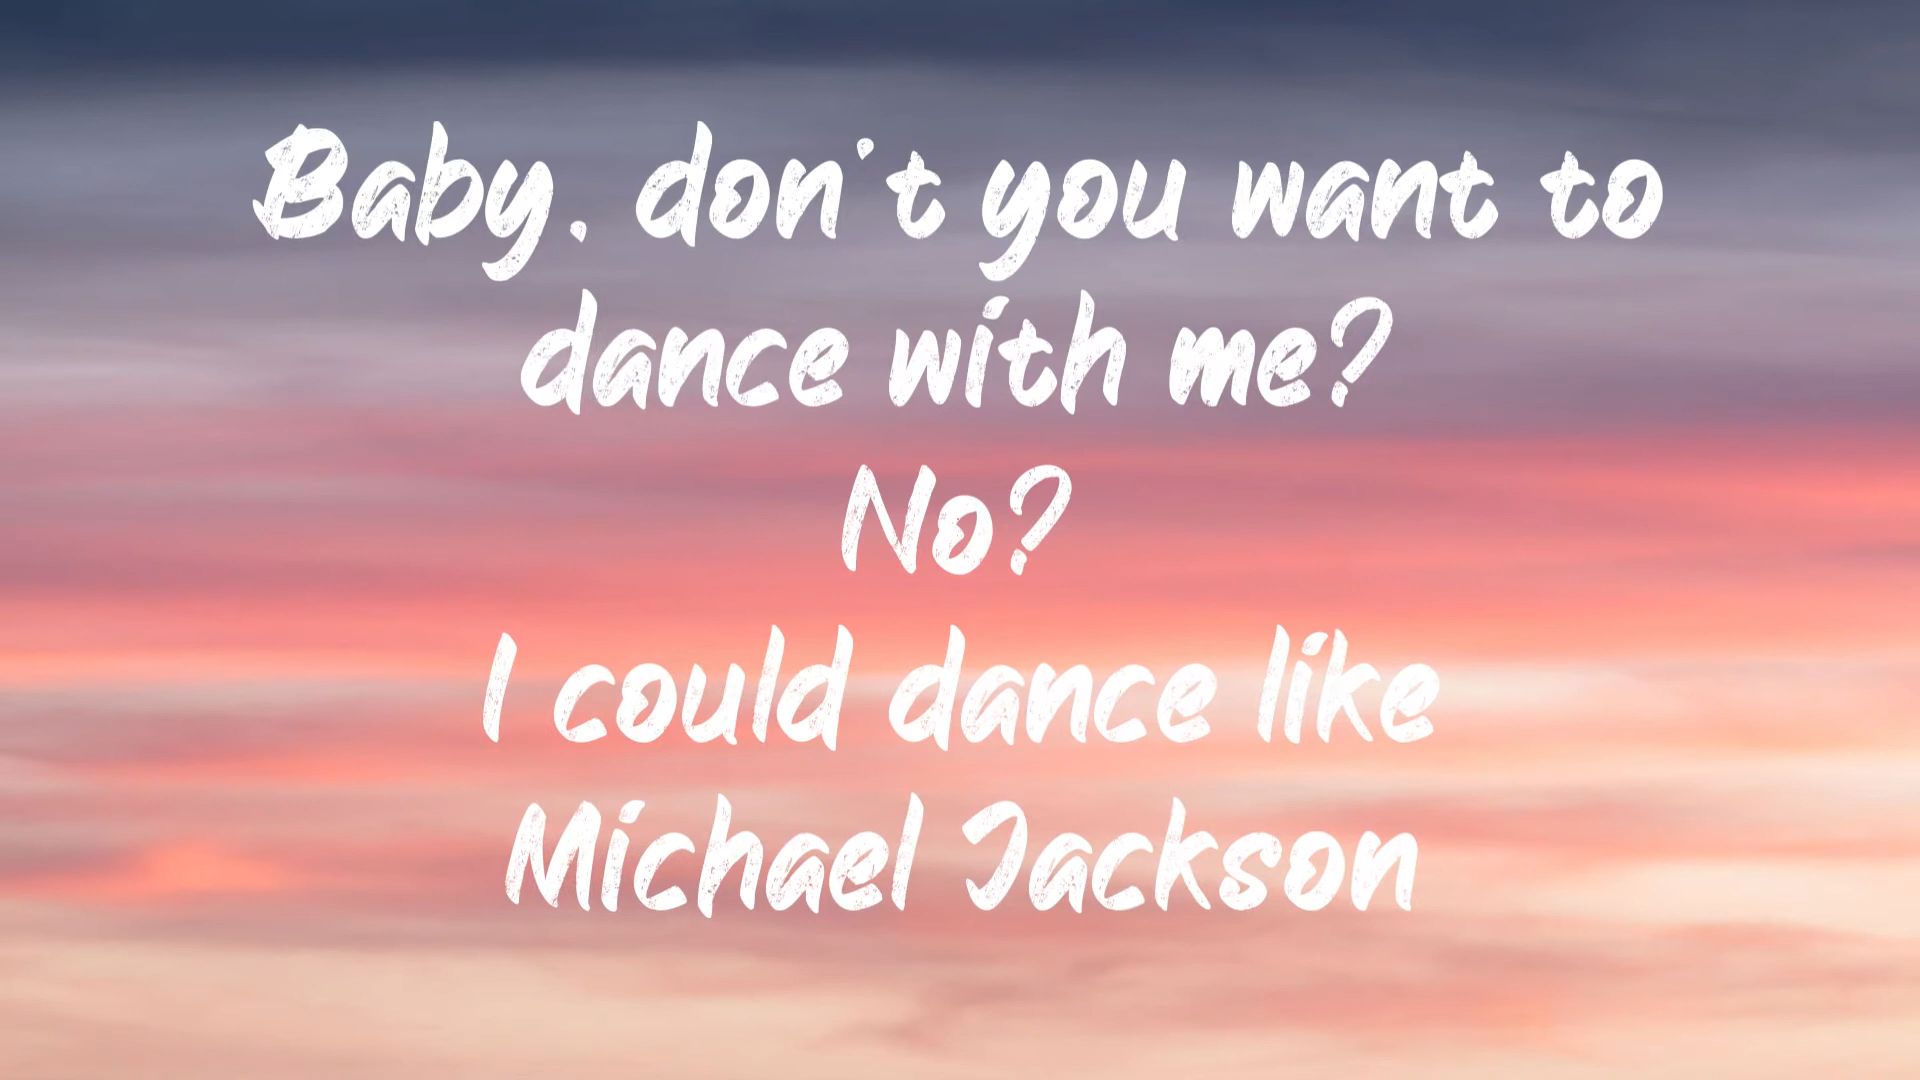 Baby, don't you want to
dance with me?
No?
I could dance like
Michael Jackson